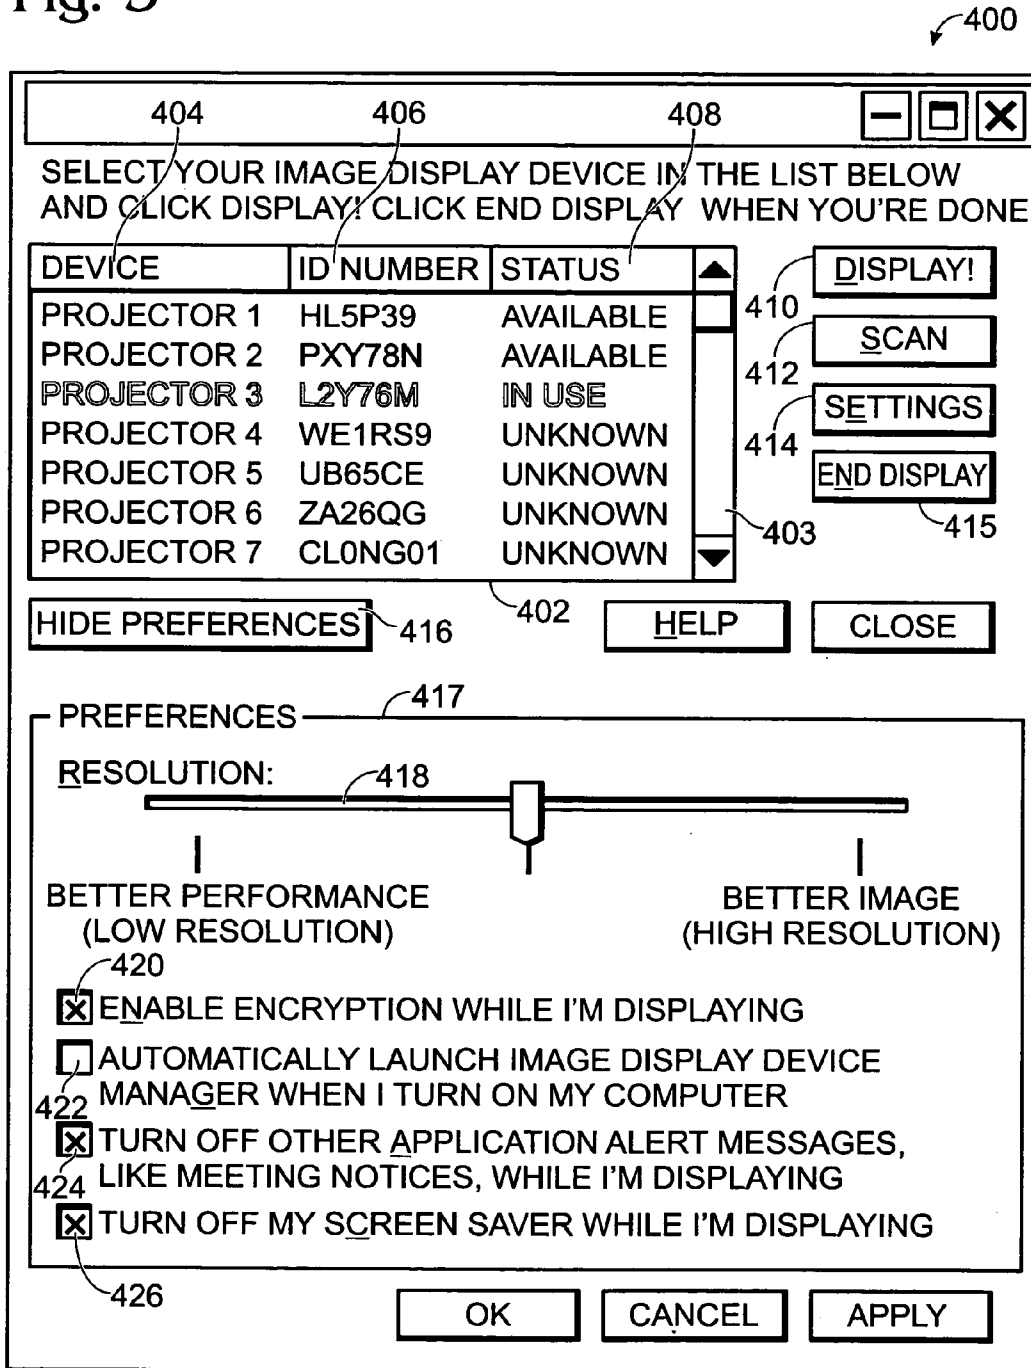 Fig. 5
400
404 406 408
SELECT YOUR IMAGE DISPLAY DEVICE IN THE LIST BELOW
AND CLICK DISPLAY! CLICK END DISPLAY WHEN YOU'RE DONE
DEVICE ID NUMBER STATUS
PROJECTOR 1 HL5P39 AVAILABLE
PROJECTOR 2 PXY78N AVAILABLE
PROJECTOR 3 L2Y76M IN USE
PROJECTOR 4 WE1RS9 UNKNOWN
PROJECTOR 5 UB65CE UNKNOWN
PROJECTOR 6 ZA26QG UNKNOWN
PROJECTOR 7 CL0NG01 UNKNOWN
DISPLAY!
410
SCAN
412
SETTINGS
414
END DISPLAY
415
403
402
HIDE PREFERENCES 416 HELP CLOSE
417
PREFERENCES
RESOLUTION: 418
BETTER PERFORMANCE BETTER IMAGE
(LOW RESOLUTION) (HIGH RESOLUTION)
420
ENABLE ENCRYPTION WHILE I'M DISPLAYING
AUTOMATICALLY LAUNCH IMAGE DISPLAY DEVICE
422 MANAGER WHEN I TURN ON MY COMPUTER
TURN OFF OTHER APPLICATION ALERT MESSAGES,
424 LIKE MEETING NOTICES, WHILE I'M DISPLAYING
TURN OFF MY SCREEN SAVER WHILE I'M DISPLAYING
426
OK CANCEL APPLY